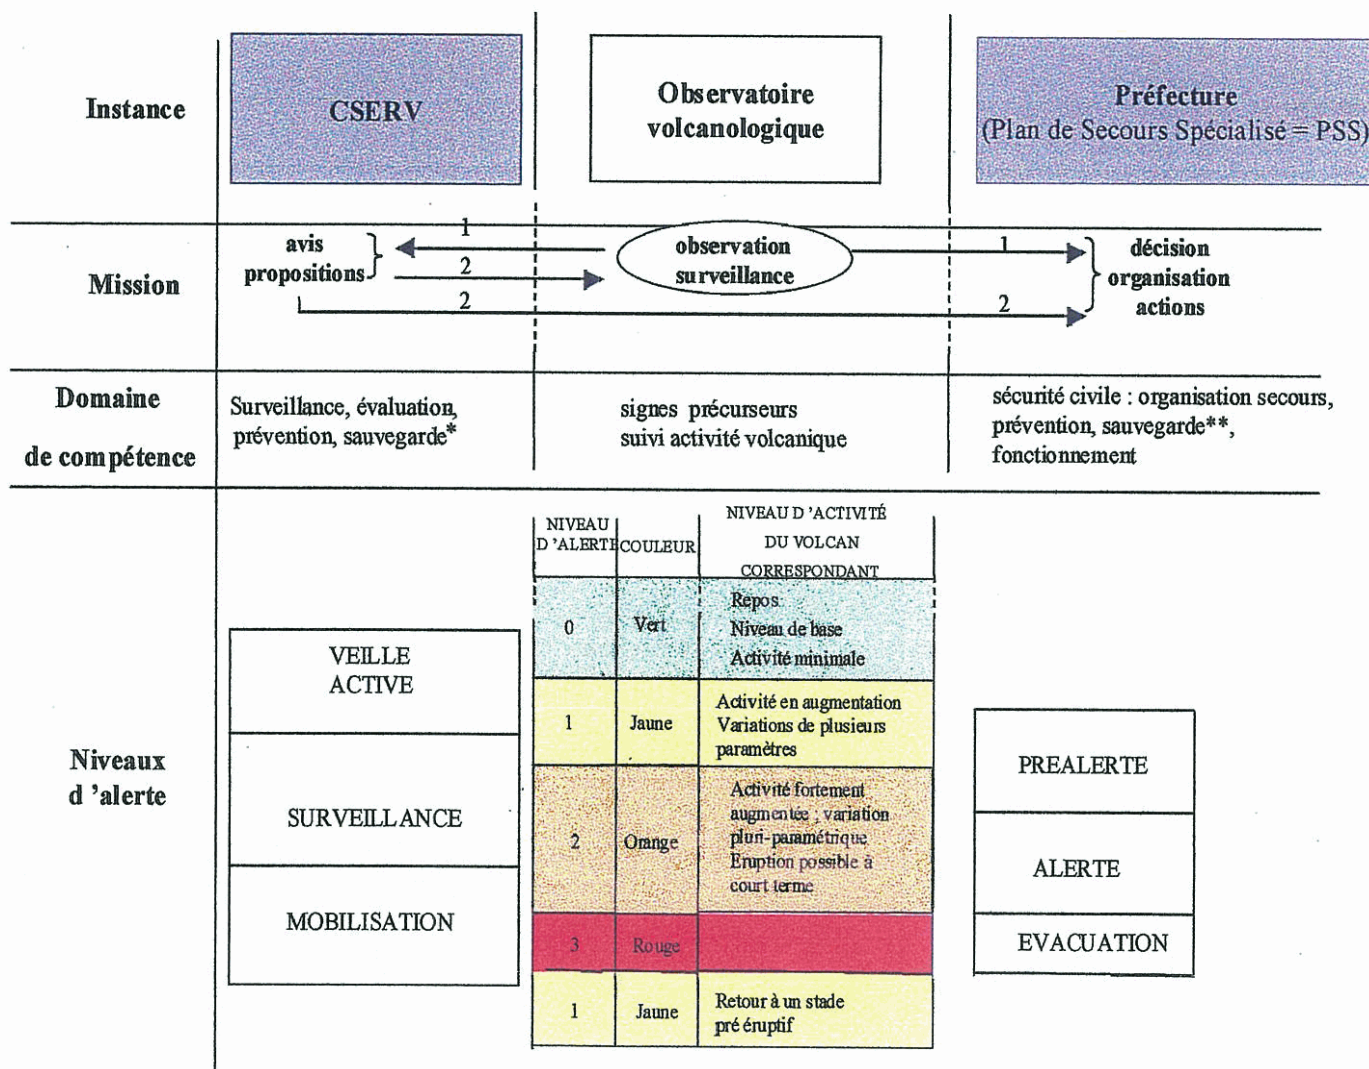 Instance
CSERV
Observatoire
volcanologique
Préfecture
(Plan de Secours Spécialisé = PSS)
Mission
avis
propositions
1
2
2
observation
surveillance
1
2
décision
organisation
actions
Domaine
de compétence
Surveillance, évaluation,
prévention, sauvegarde*
signes précurseurs
suivi activité volcanique
sécurité civile : organisation secours,
prévention, sauvegarde**,
fonctionnement
Niveaux
d ’alerte
VEILLE
ACTIVE
SURVEILLANCE
MOBILISATION
NIVEAU
D ’ALERTE
COULEUR
NIVEAU D ’ACTIVITÉ
DU VOLCAN
CORRESPONDANT
0
Vert
Repos
Niveau de base
Activité minimale
1
Jaune
Activité en augmentation
Variations de plusieurs
paramètres
2
Orange
Activité fortement
augmentée ; variation
pluri-paramétrique
Eruption possible à
court terme
3
Rouge
1
Jaune
Retour à un stade
pré éruptif
PREALERTE
ALERTE
EVACUATION